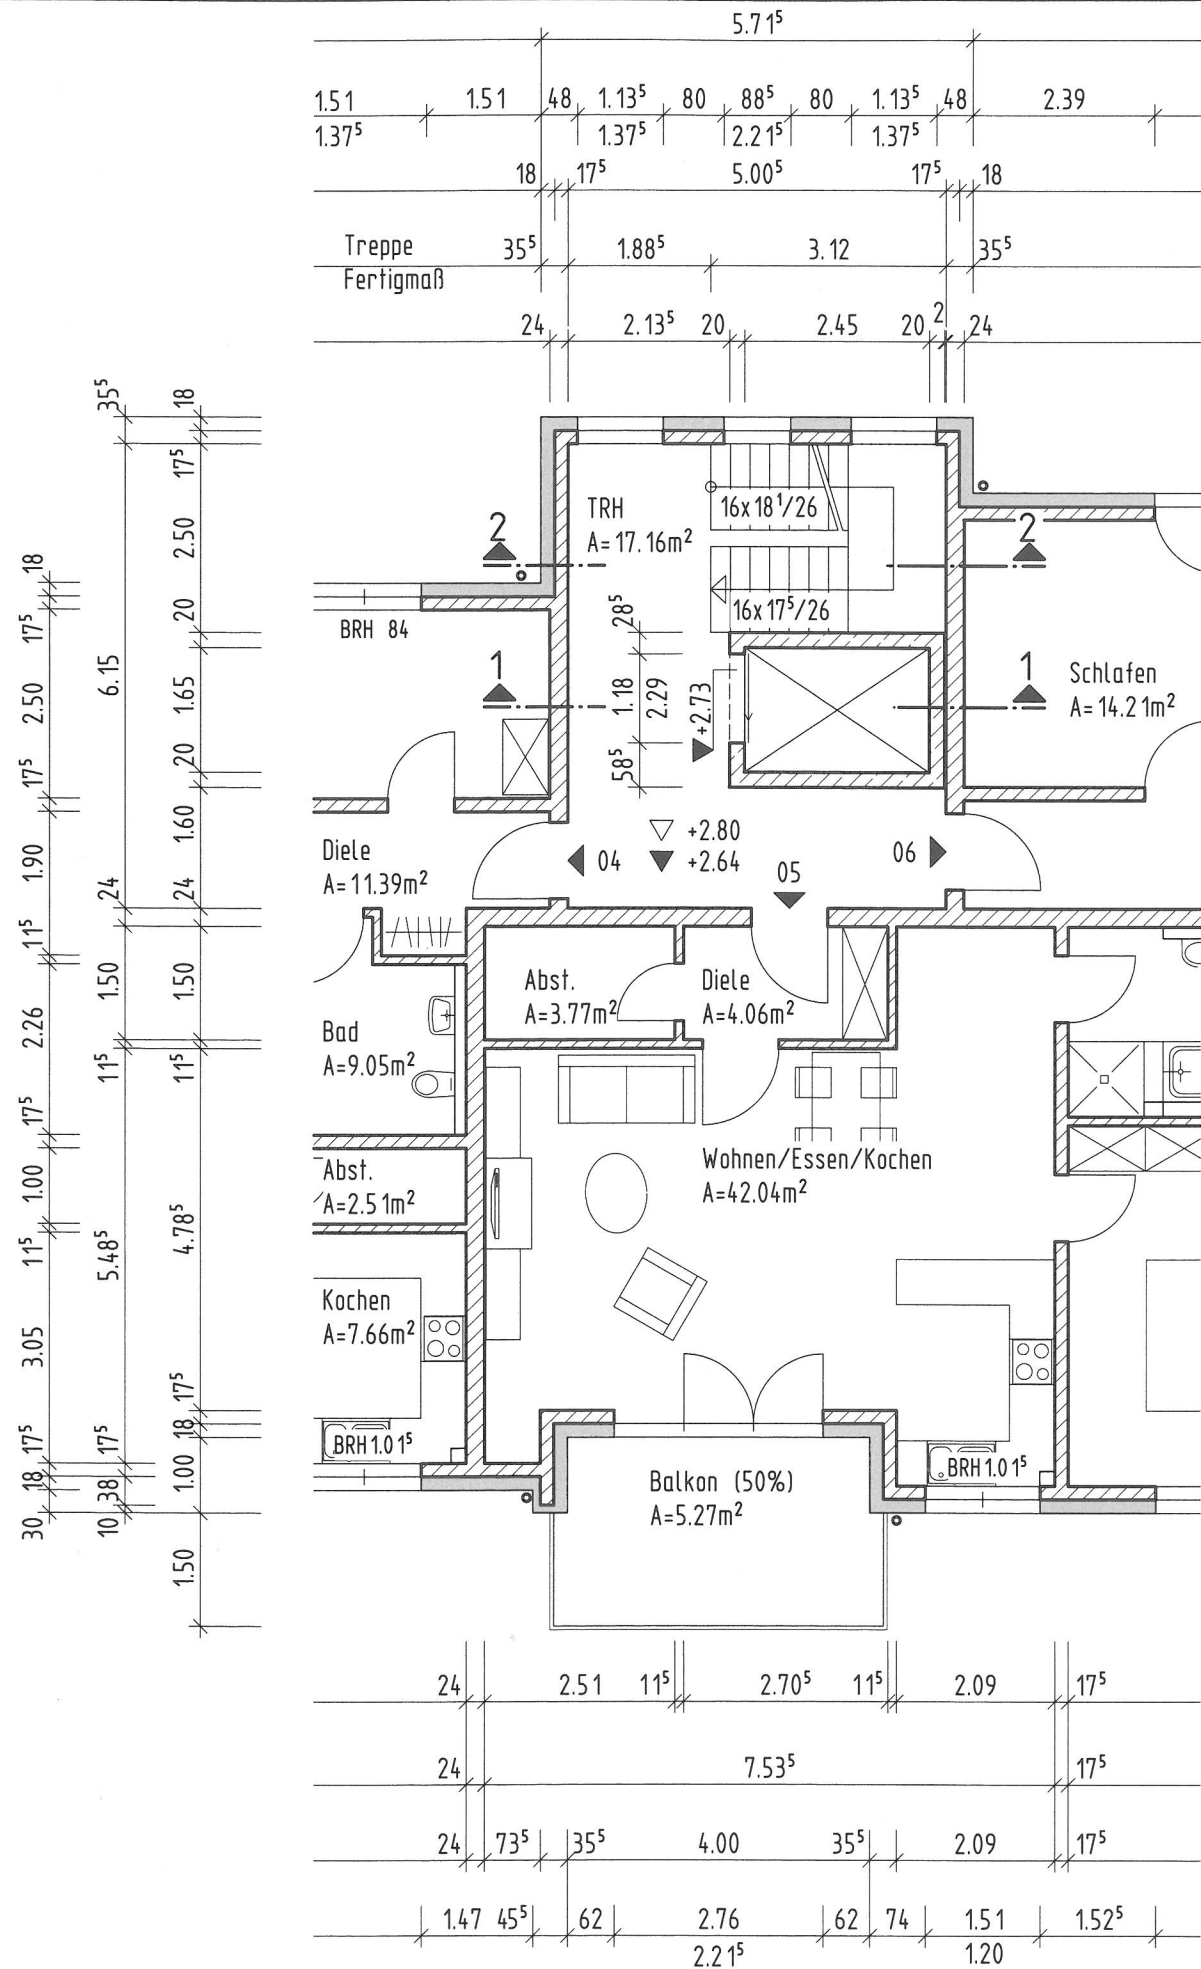 5.71⁵
1.51 1.51 48 1.13⁵ 80 88⁵ 80 1.13⁵ 48 2.39
1.37⁵ 1.37⁵ 2.21⁵ 1.37⁵
18 17⁵ 5.00⁵ 17⁵ 18
Treppe 35⁵ 1.88⁵ 3.12 35⁵
Fertigmaß
24 2.13⁵ 20 2.45 20 2 24
35⁵ 6.15 24 1.50 11⁵ 5.48⁵ 17⁵ 38 10
18 17⁵ 2.50 20 1.65 20 1.60 24 1.50 11⁵ 4.78⁵ 17⁵ 18 1.00 1.50
18 17⁵ 2.50 17⁵ 1.90 11⁵ 2.26 17⁵ 1.00 11⁵ 3.05 17⁵ 18 30
TRH
A=17.16m²
16x18¹/26
16x17⁵/26
2 2
BRH 84
1 1
28⁵ 1.18 58⁵
2.29
+2.73
Schlafen
A=14.21m²
Diele
A=11.39m²
04
+2.80
+2.64
05
06
Abst.
A=3.77m²
Diele
A=4.06m²
Bad
A=9.05m²
Abst.
A=2.51m²
Wohnen/Essen/Kochen
A=42.04m²
Kochen
A=7.66m²
BRH1.01⁵
BRH1.01⁵
Balkon (50%)
A=5.27m²
24 2.51 11⁵ 2.70⁵ 11⁵ 2.09 17⁵
24 7.53⁵ 17⁵
24 73⁵ 35⁵ 4.00 35⁵ 2.09 17⁵
1.47 45⁵ 62 2.76 62 74 1.51 1.52⁵
2.21⁵ 1.20